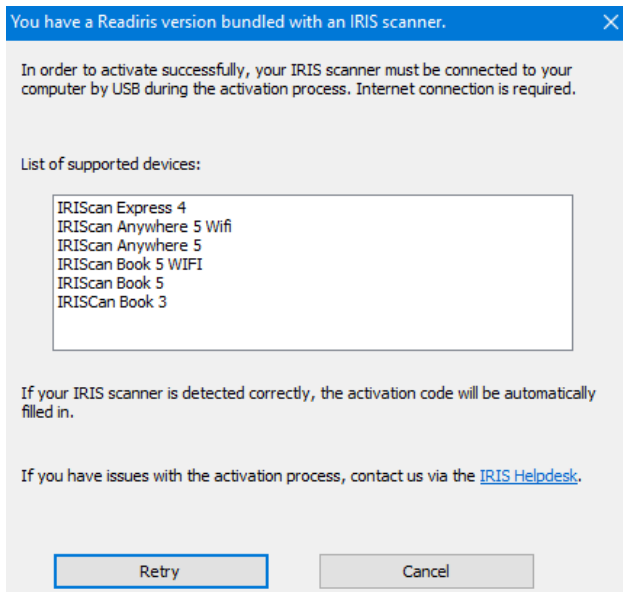 You have a Readiris version bundled with an IRIS scanner.
In order to activate successfully, your IRIS scanner must be connected to your
computer by USB during the activation process. Internet connection is required.
List of supported devices:
IRIScan Express 4
IRIScan Anywhere 5 Wifi
IRIScan Anywhere 5
IRIScan Book 5 WIFI
IRIScan Book 5
IRISCan Book 3
If your IRIS scanner is detected correctly, the activation code will be automatically
filled in.
If you have issues with the activation process, contact us via the IRIS Helpdesk.
Retry
Cancel